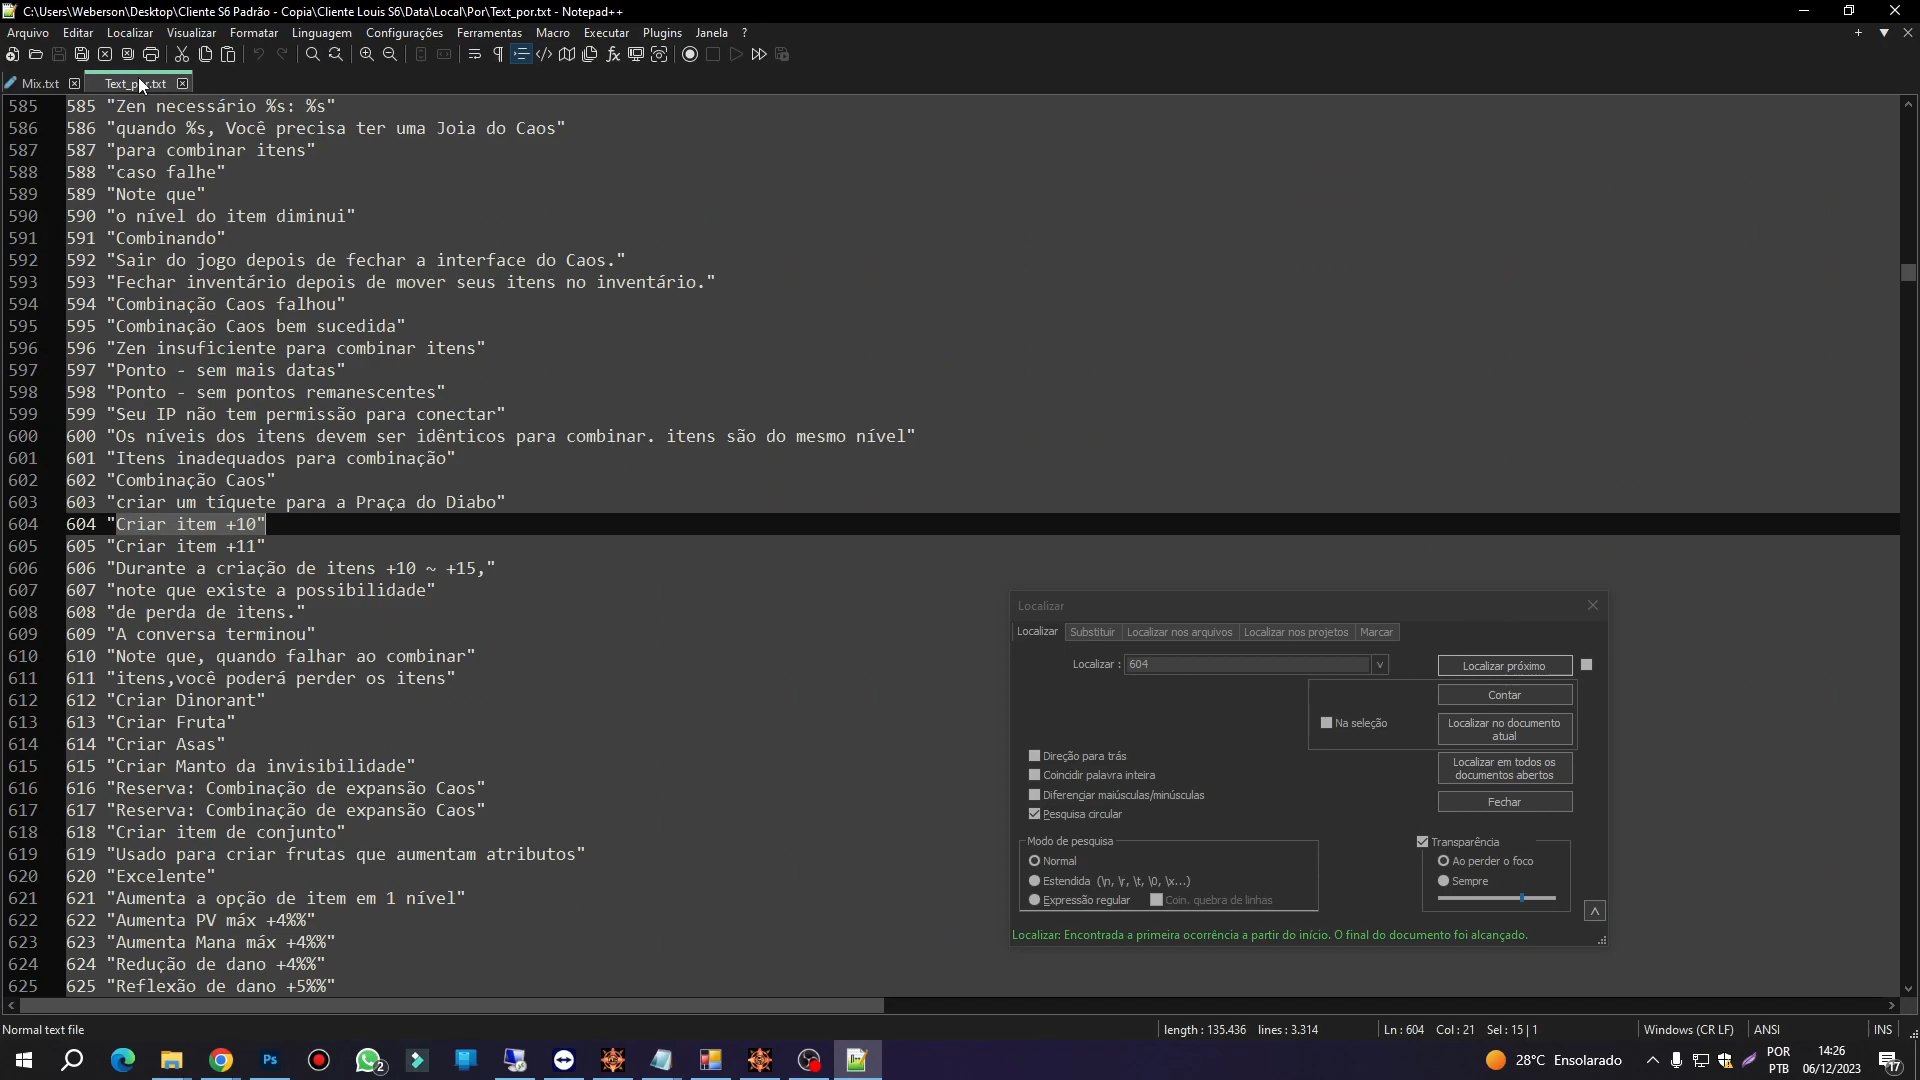 C:\Users\Weberson\Desktop\Cliente S6 Padrão - Copia\Cliente Louis S6\Data\Local\Por\Text_por.txt - Notepad++
Arquivo Editar Localizar Visualizar Formatar Linguagem Configurações Ferramentas Macro Executar Plugins Janela ?
Mix.txt Text_por.txt
585 585 "Zen necessário %s: %s"
586 586 "quando %s, Você precisa ter uma Joia do Caos"
587 587 "para combinar itens"
588 588 "caso falhe"
589 589 "Note que"
590 590 "o nível do item diminui"
591 591 "Combinando"
592 592 "Sair do jogo depois de fechar a interface do Caos."
593 593 "Fechar inventário depois de mover seus itens no inventário."
594 594 "Combinação Caos falhou"
595 595 "Combinação Caos bem sucedida"
596 596 "Zen insuficiente para combinar itens"
597 597 "Ponto - sem mais datas"
598 598 "Ponto - sem pontos remanescentes"
599 599 "Seu IP não tem permissão para conectar"
600 600 "Os níveis dos itens devem ser idênticos para combinar. itens são do mesmo nível"
601 601 "Itens inadequados para combinação"
602 602 "Combinação Caos"
603 603 "criar um tíquete para a Praça do Diabo"
604 604 "Criar item +10"
605 605 "Criar item +11"
606 606 "Durante a criação de itens +10 ~ +15,"
607 607 "note que existe a possibilidade"
608 608 "de perda de itens."
609 609 "A conversa terminou"
610 610 "Note que, quando falhar ao combinar"
611 611 "itens,você poderá perder os itens"
612 612 "Criar Dinorant"
613 613 "Criar Fruta"
614 614 "Criar Asas"
615 615 "Criar Manto da invisibilidade"
616 616 "Reserva: Combinação de expansão Caos"
617 617 "Reserva: Combinação de expansão Caos"
618 618 "Criar item de conjunto"
619 619 "Usado para criar frutas que aumentam atributos"
620 620 "Excelente"
621 621 "Aumenta a opção de item em 1 nível"
622 622 "Aumenta PV máx +4%%"
623 623 "Aumenta Mana máx +4%%"
624 624 "Redução de dano +4%%"
625 625 "Reflexão de dano +5%%"
Localizar
Localizar Substituir Localizar nos arquivos Localizar nos projetos Marcar
Localizar : 604 Localizar próximo
Contar
Na seleção Localizar no documento atual
Direção para trás
Localizar em todos os documentos abertos
Coincidir palavra inteira
Diferenciar maiúsculas/minúsculas Fechar
Pesquisa circular
Modo de pesquisa Transparência
Normal Ao perder o foco
Estendida (\n, \r, \t, \0, \x...) Sempre
Expressão regular Coin. quebra de linhas
Localizar: Encontrada a primeira ocorrência a partir do início. O final do documento foi alcançado.
Normal text file length : 135.436 lines : 3.314 Ln : 604 Col : 21 Sel : 15 | 1 Windows (CR LF) ANSI INS
28°C Ensolarado
POR
PTB
14:26
06/12/2023
17
2
Ps